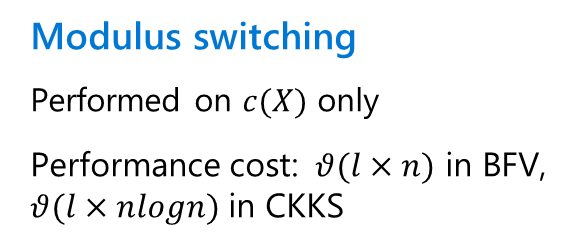 Modulus switching
Performed on c(X) only
Performance cost: ϑ(l × n) in BFV,
ϑ(l × nlogn) in CKKS